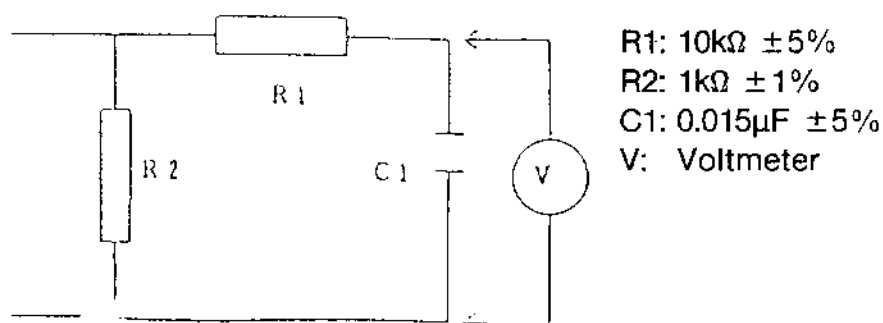 R1
R2
C1
V
R1: 10kΩ ±5%
R2: 1kΩ ±1%
C1: 0.015µF ±5%
V: Voltmeter